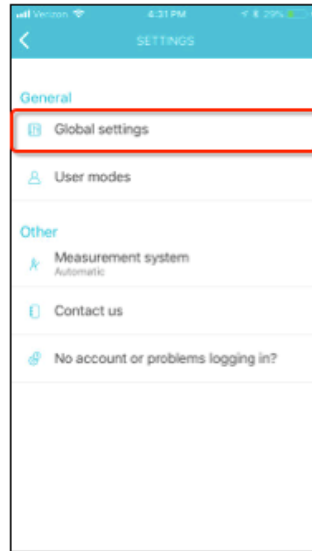 Verizon 4:31 PM 29%
SETTINGS
General
Global settings
User modes
Other
Measurement system
Automatic
Contact us
No account or problems logging in?